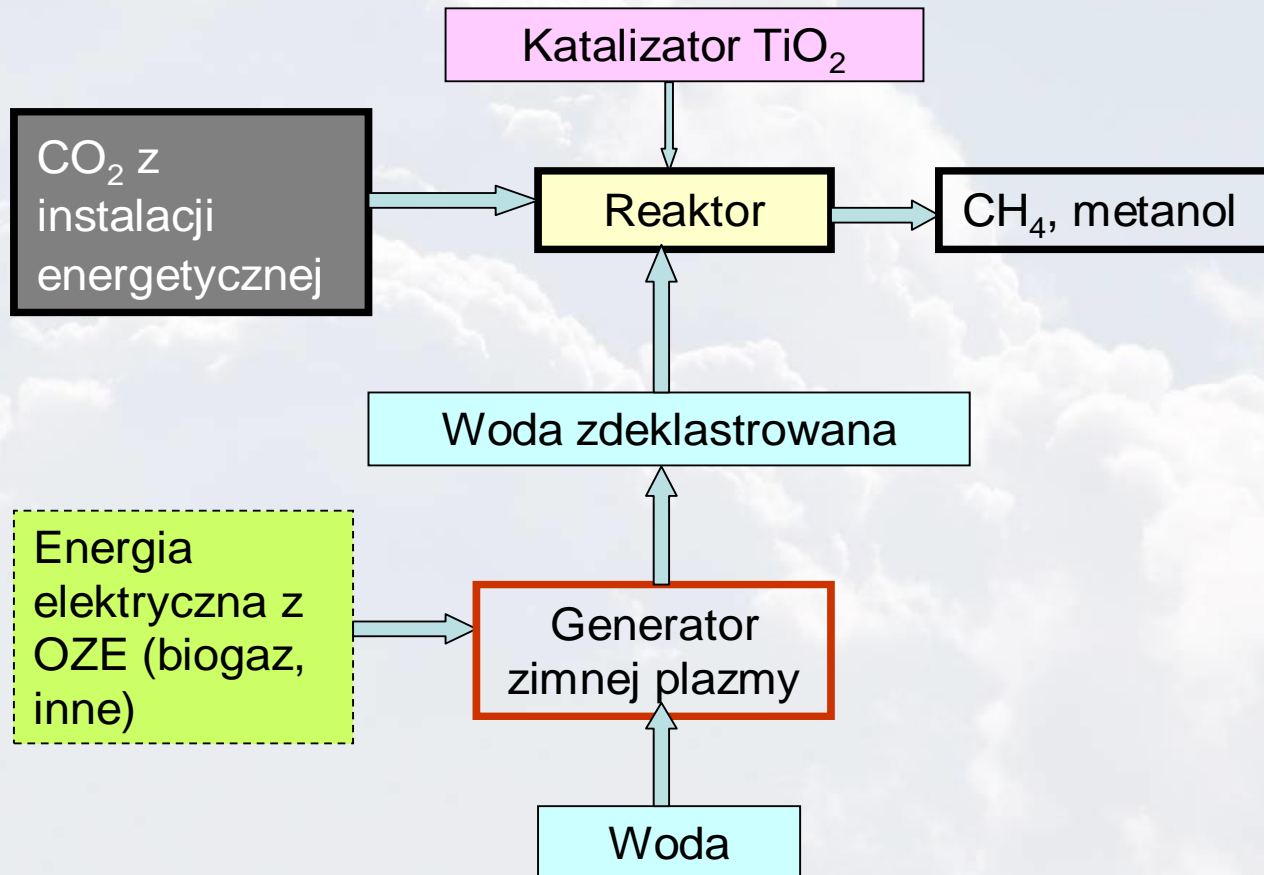 Katalizator TiO₂
CO₂ z
instalacji
energetycznej
Reaktor
CH₄, metanol
Woda zdeklastrowana
Energia
elektryczna z
OZE (biogaz,
inne)
Generator
zimnej plazmy
Woda